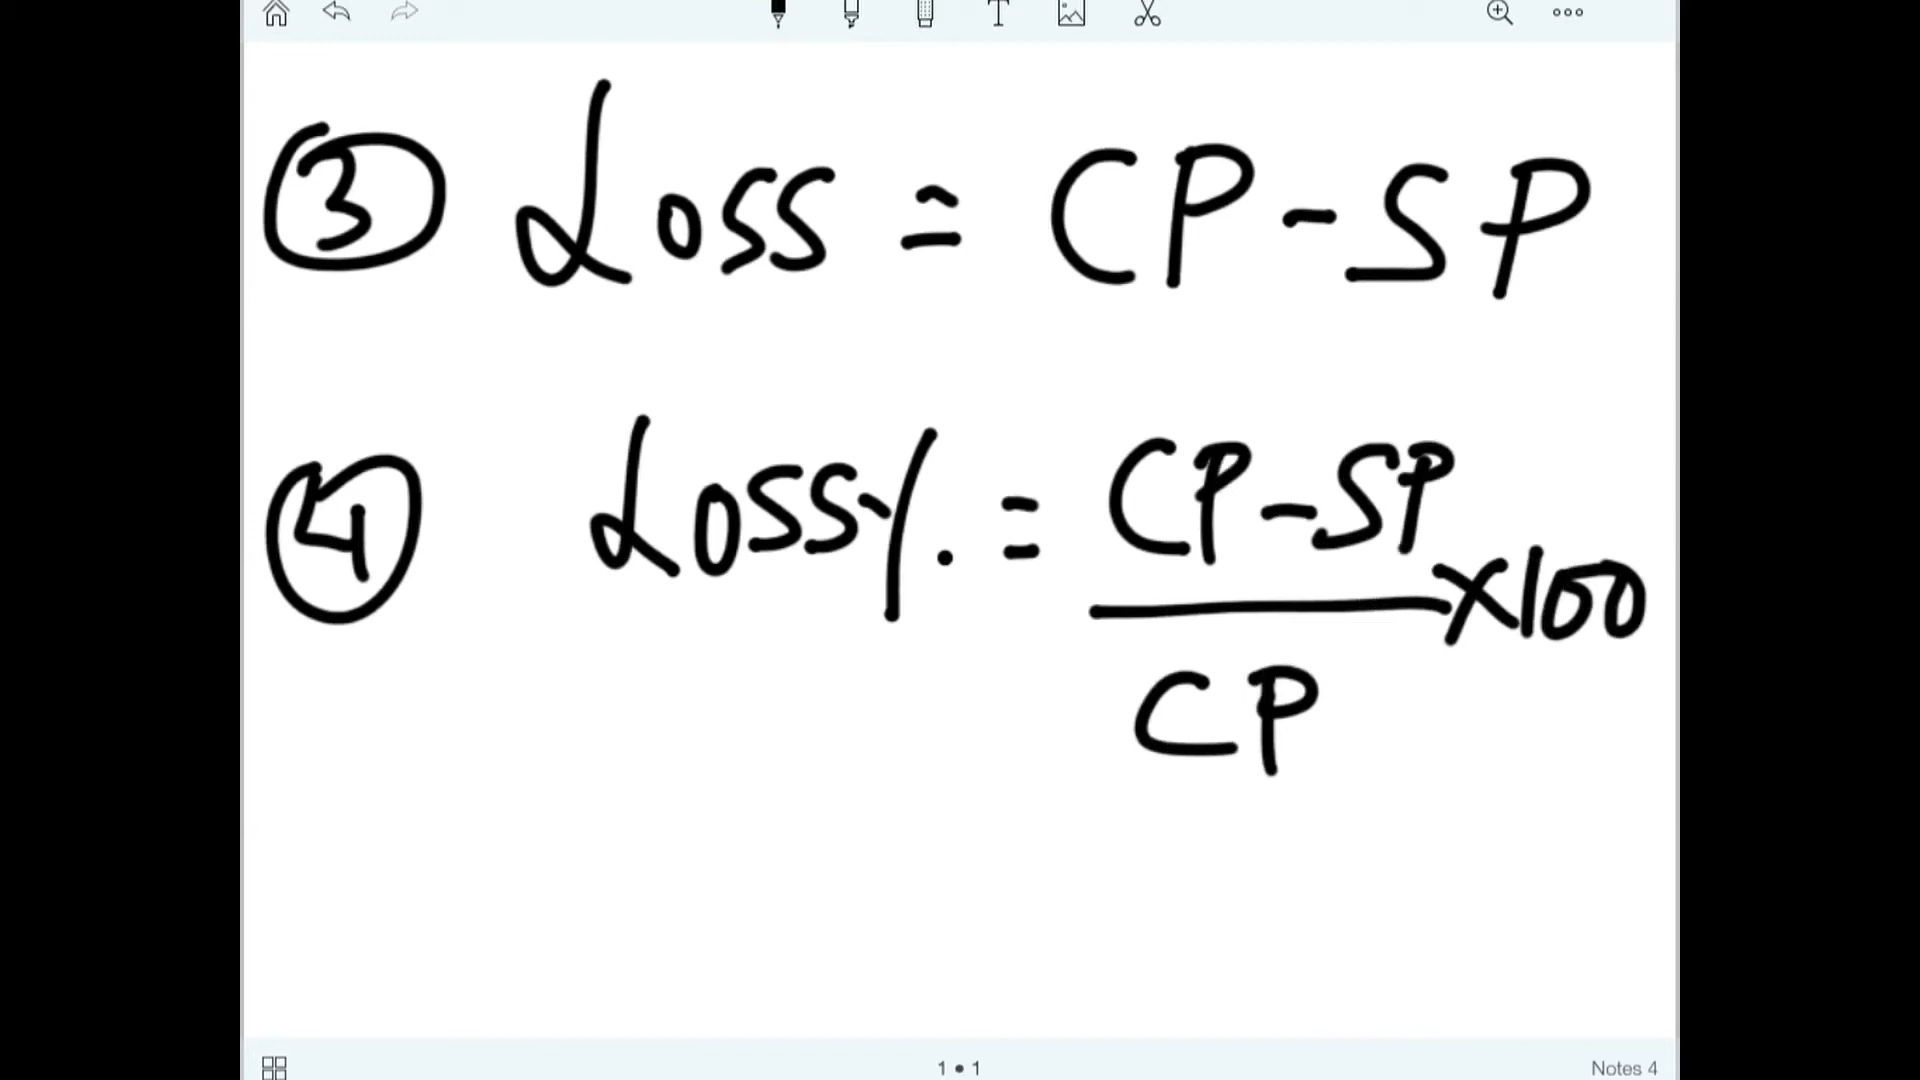 ③ Loss = CP-SP
④ Loss% = CP-SP/CP ×100
1 • 1
Notes 4